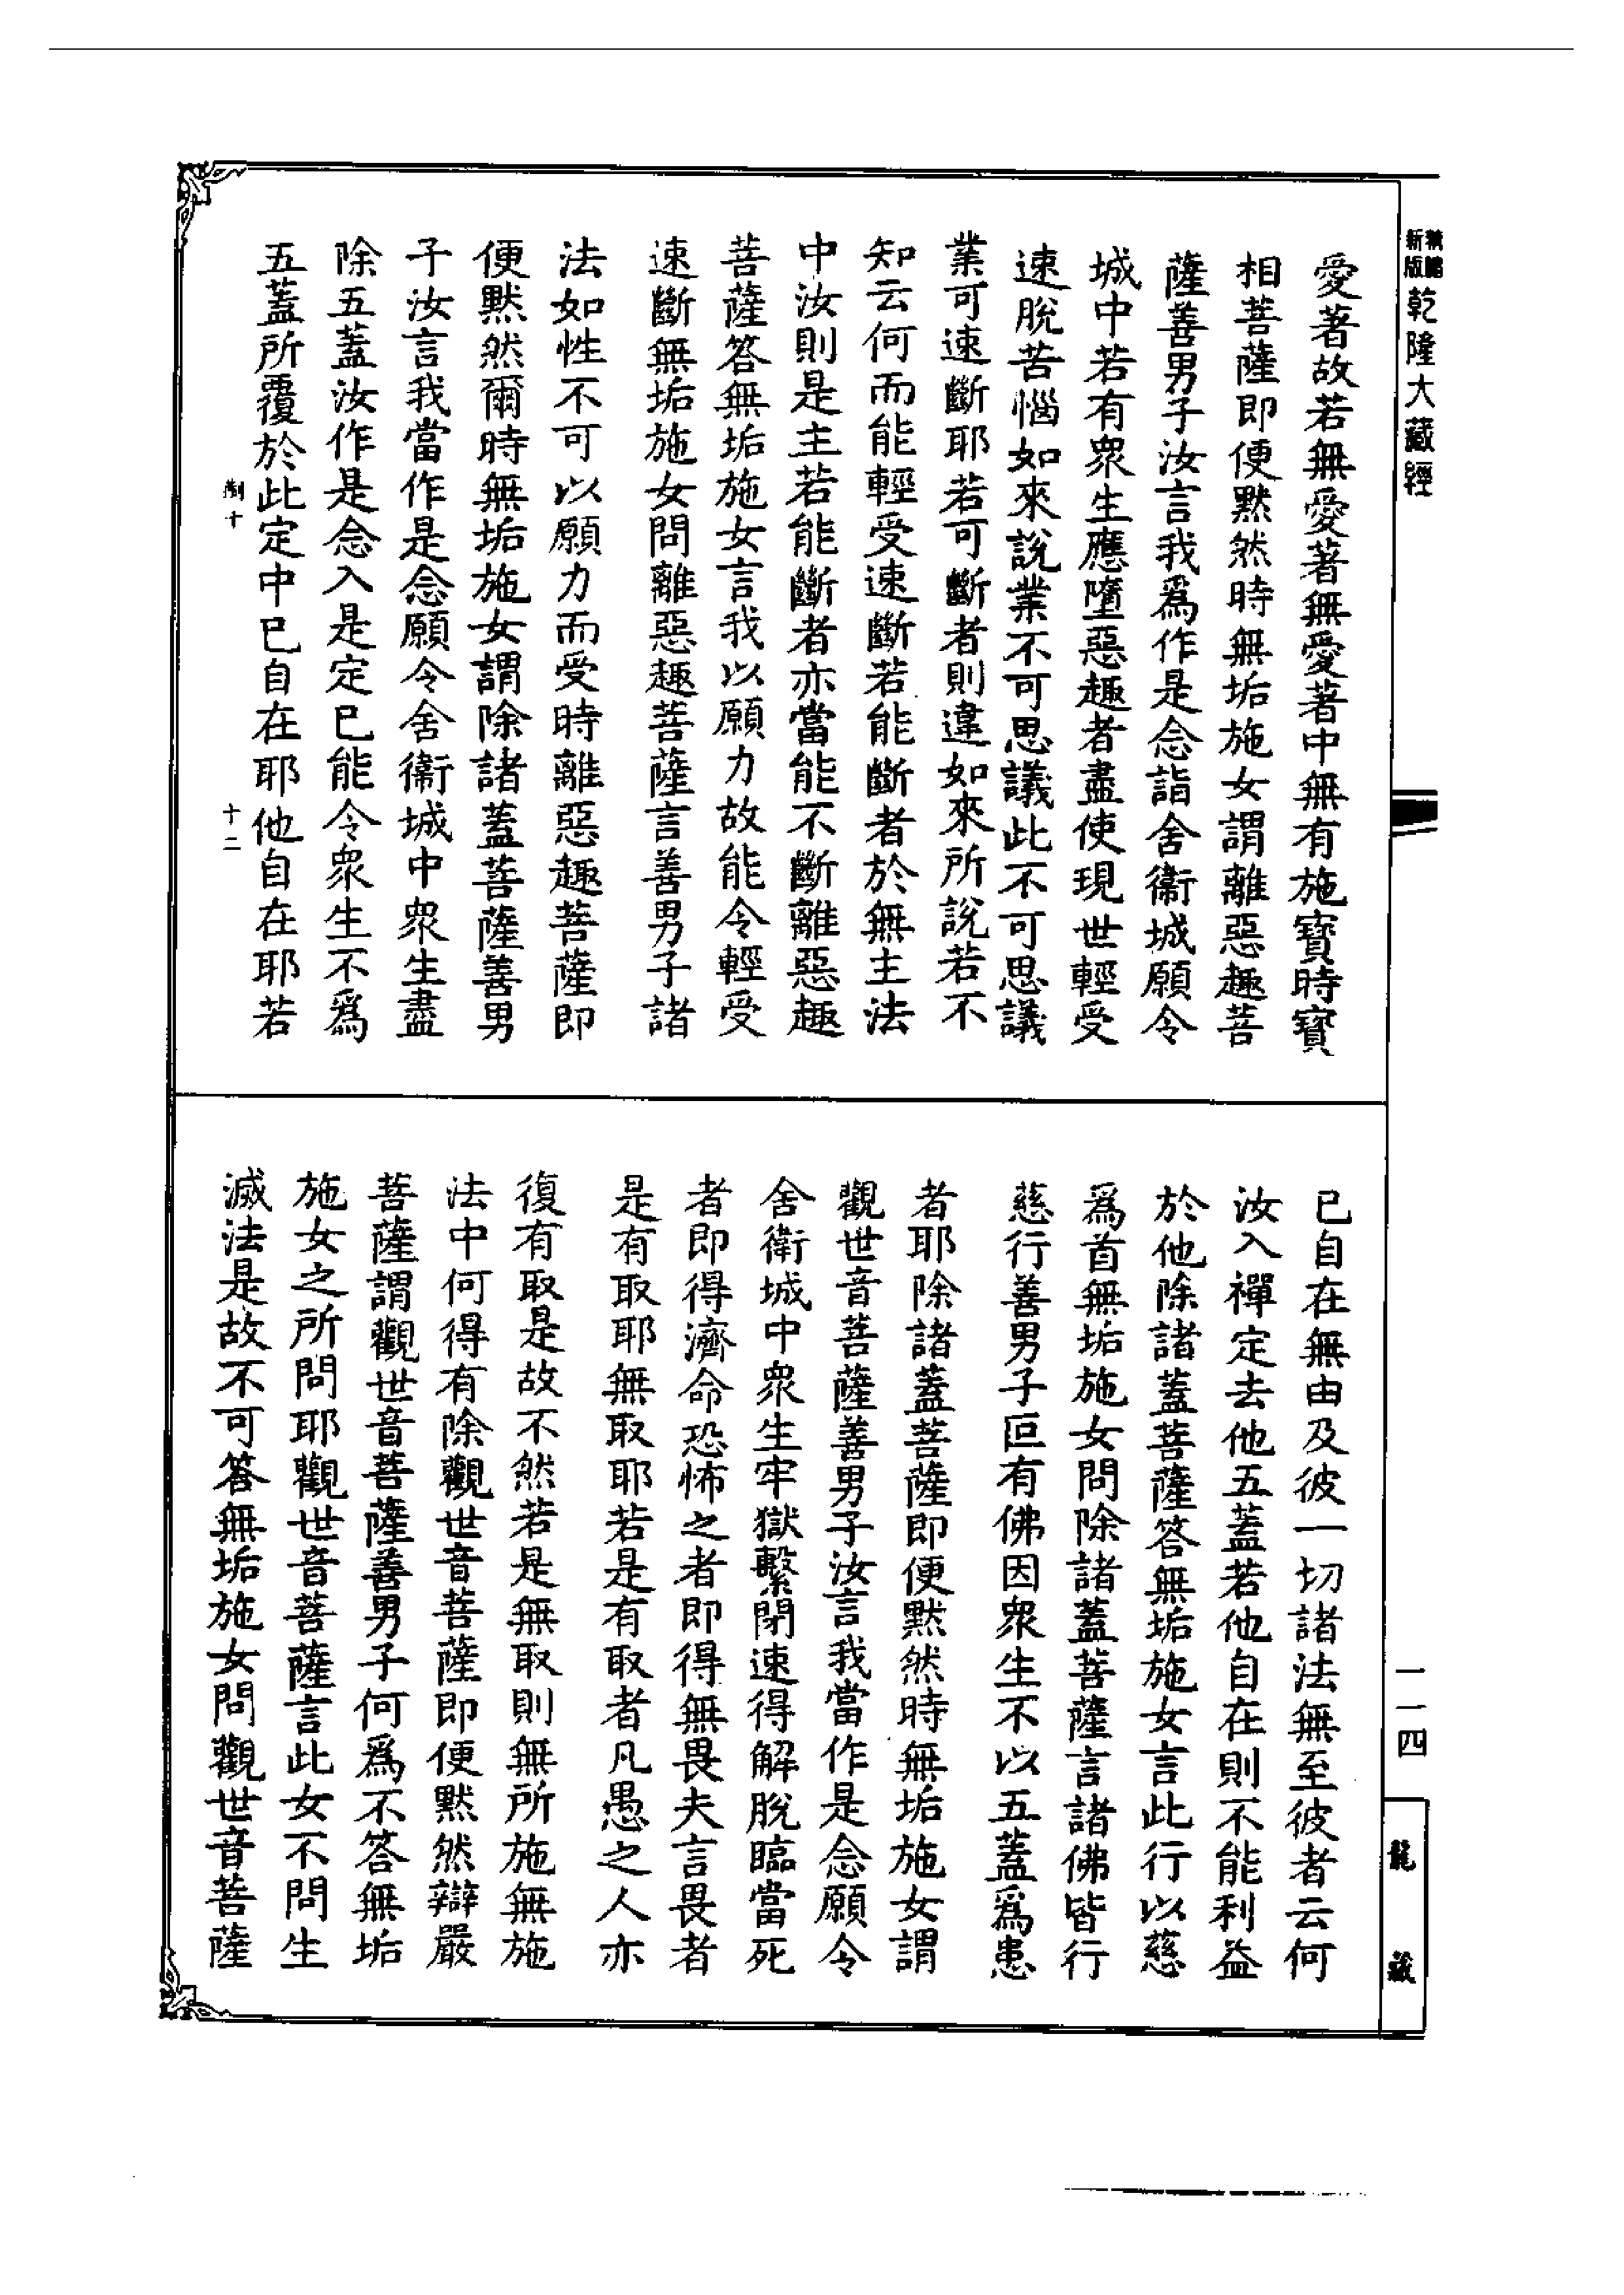 新版
乾隆大藏經
愛著故若無愛著無愛著中無有施寶時寶
相菩薩即便默然時無垢施女謂離惡趣菩
薩善男子汝言我爲作是念詣舍衞城願令
城中若有衆生應墮惡趣者盡使現世輕受
速脫苦惱如來說業不可思議此不可思議
業可速斷耶若可斷者則違如來所說若不
知云何而能輕受速斷若能斷者於無主法
中汝則是主若能斷者亦當能不斷離惡趣
菩薩答無垢施女言我以願力故能令輕受
速斷無垢施女問離惡趣菩薩言善男子諸
法如性不可以願力而受時離惡趣菩薩即
便默然爾時無垢施女謂除諸蓋菩薩善男
子汝言我當作是念願令舍衞城中衆生盡
除五蓋汝作是念入是定已能令衆生不爲
五蓋所覆於此定中已自在耶他自在耶若
十
十二
已自在無由及彼一切諸法無至彼者云何
汝入禪定去他五蓋若他自在則不能利益
於他除諸蓋菩薩答無垢施女言此行以慈
爲首無垢施女問除諸蓋菩薩言諸佛皆行
慈行善男子叵有佛因衆生不以五蓋爲患
者耶除諸蓋菩薩即便默然時無垢施女謂
觀世音菩薩善男子汝言我當作是念願令
舍衛城中衆生牢獄繫閉速得解脫臨當死
者即得濟命恐怖之者即得無畏夫言畏者
是有取耶無取耶若是有取者凡愚之人亦
復有取是故不然若是無取則無所施無施
法中何得有除觀世音菩薩即便默然辯嚴
菩薩謂觀世音菩薩善男子何爲不答無垢
施女之所問耶觀世音菩薩言此女不問生
滅法是故不可答無垢施女問觀世音菩薩
一一四
龍藏